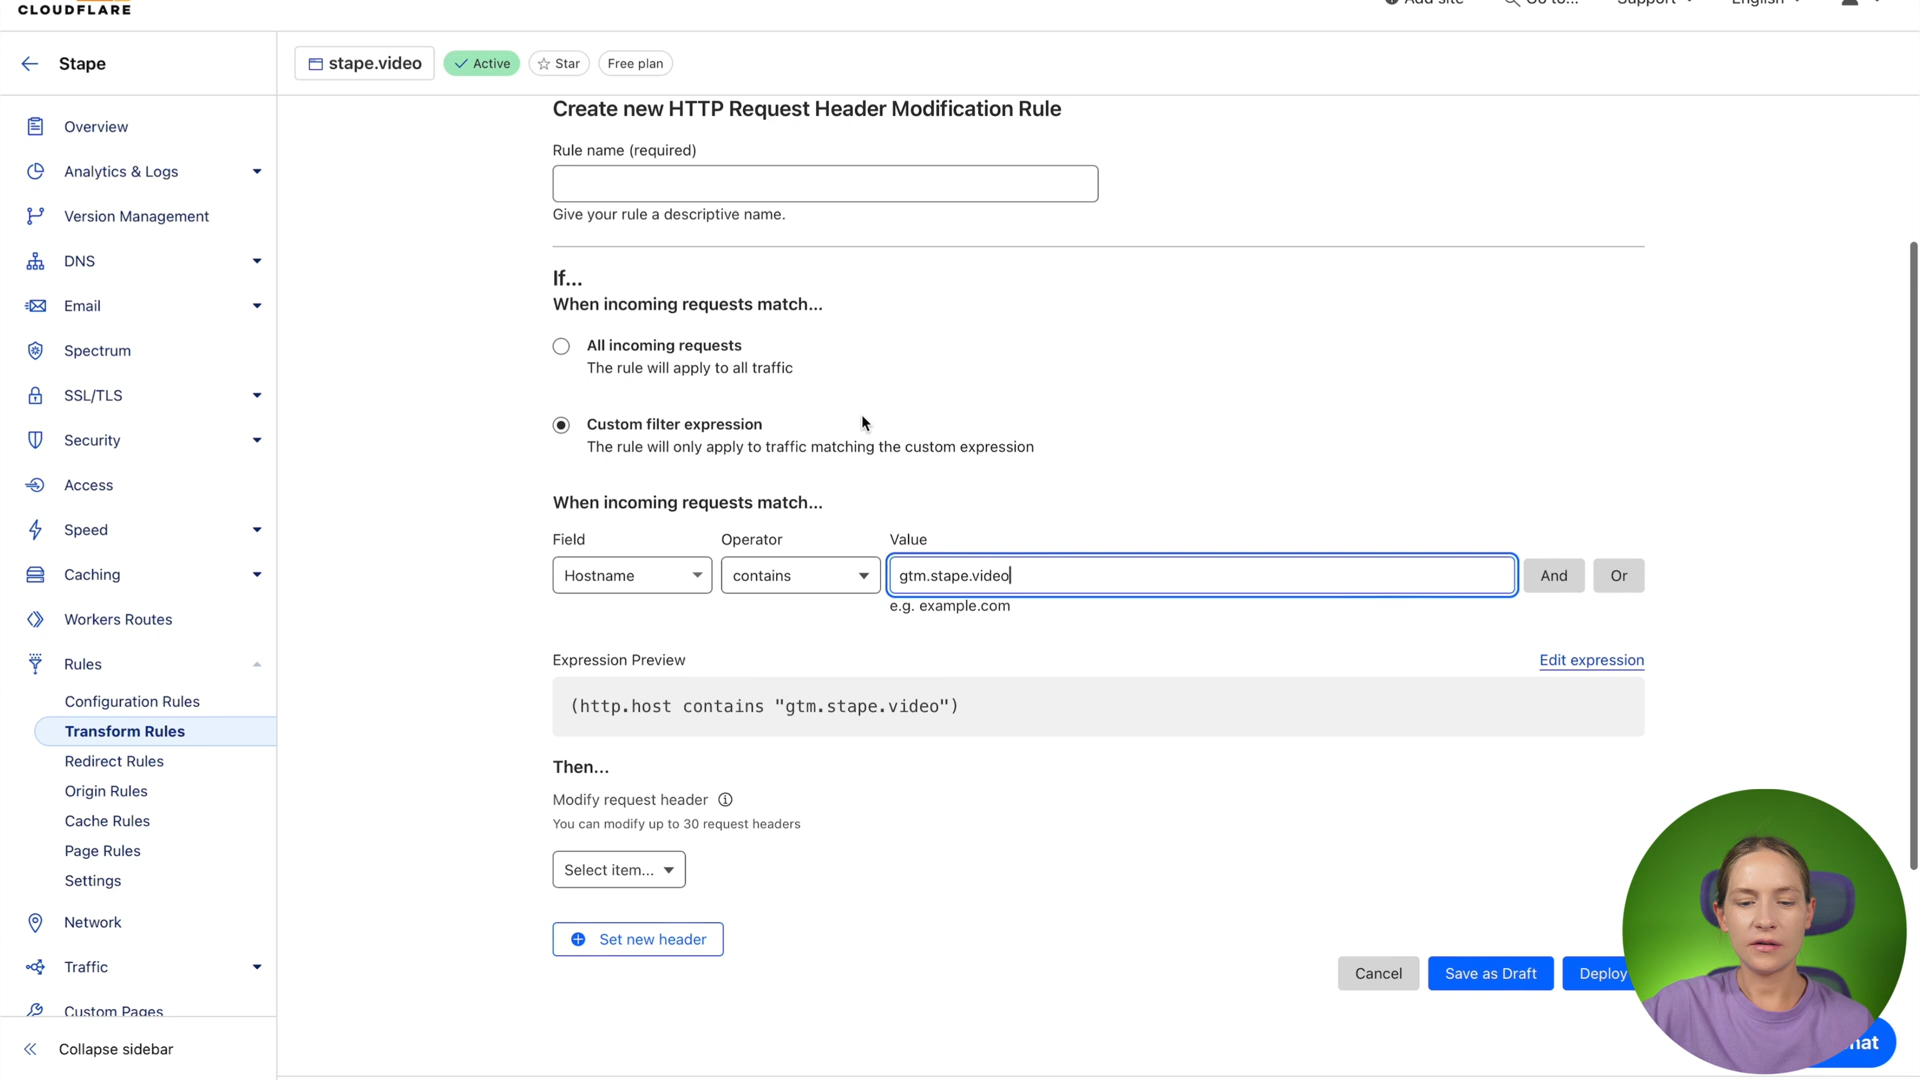 CLOUDFLARE
Add site
Go to...
Support
English
Stape
stape.video
Active
Star
Free plan
Overview
Analytics & Logs
Version Management
DNS
Email
Spectrum
SSL/TLS
Security
Access
Speed
Caching
Workers Routes
Rules
Configuration Rules
Transform Rules
Redirect Rules
Origin Rules
Cache Rules
Page Rules
Settings
Network
Traffic
Custom Pages
Collapse sidebar
Create new HTTP Request Header Modification Rule
Rule name (required)
Give your rule a descriptive name.
If...
When incoming requests match...
All incoming requests
The rule will apply to all traffic
Custom filter expression
The rule will only apply to traffic matching the custom expression
When incoming requests match...
Field Operator Value
Hostname contains gtm.stape.video And Or
e.g. example.com
Expression Preview Edit expression
(http.host contains "gtm.stape.video")
Then...
Modify request header
You can modify up to 30 request headers
Select item...
Set new header
Cancel Save as Draft Deploy